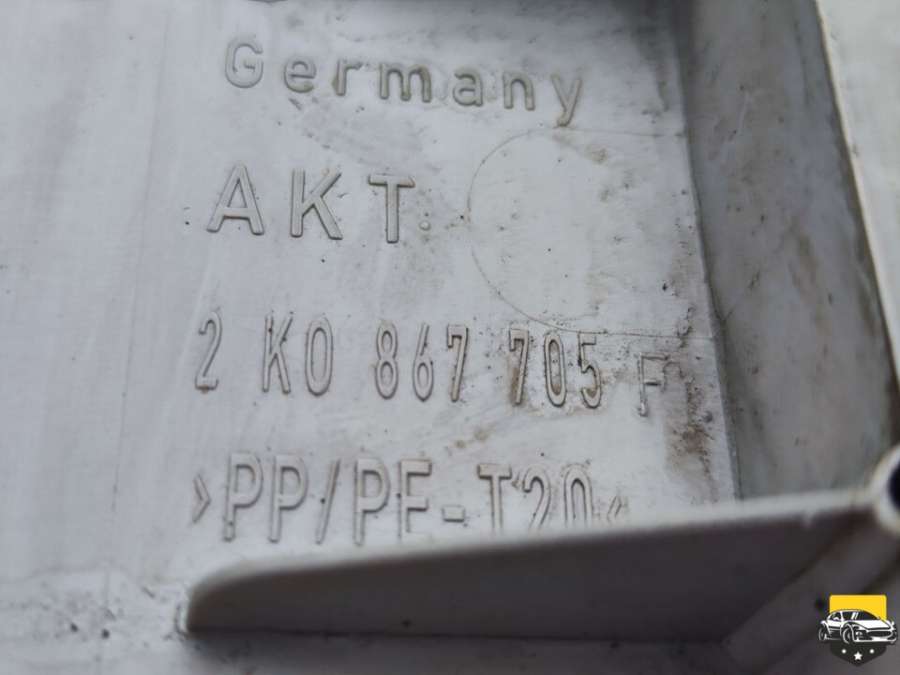 Germany
AKT.
2 K0 867 705 F
>PP/PE-T20<